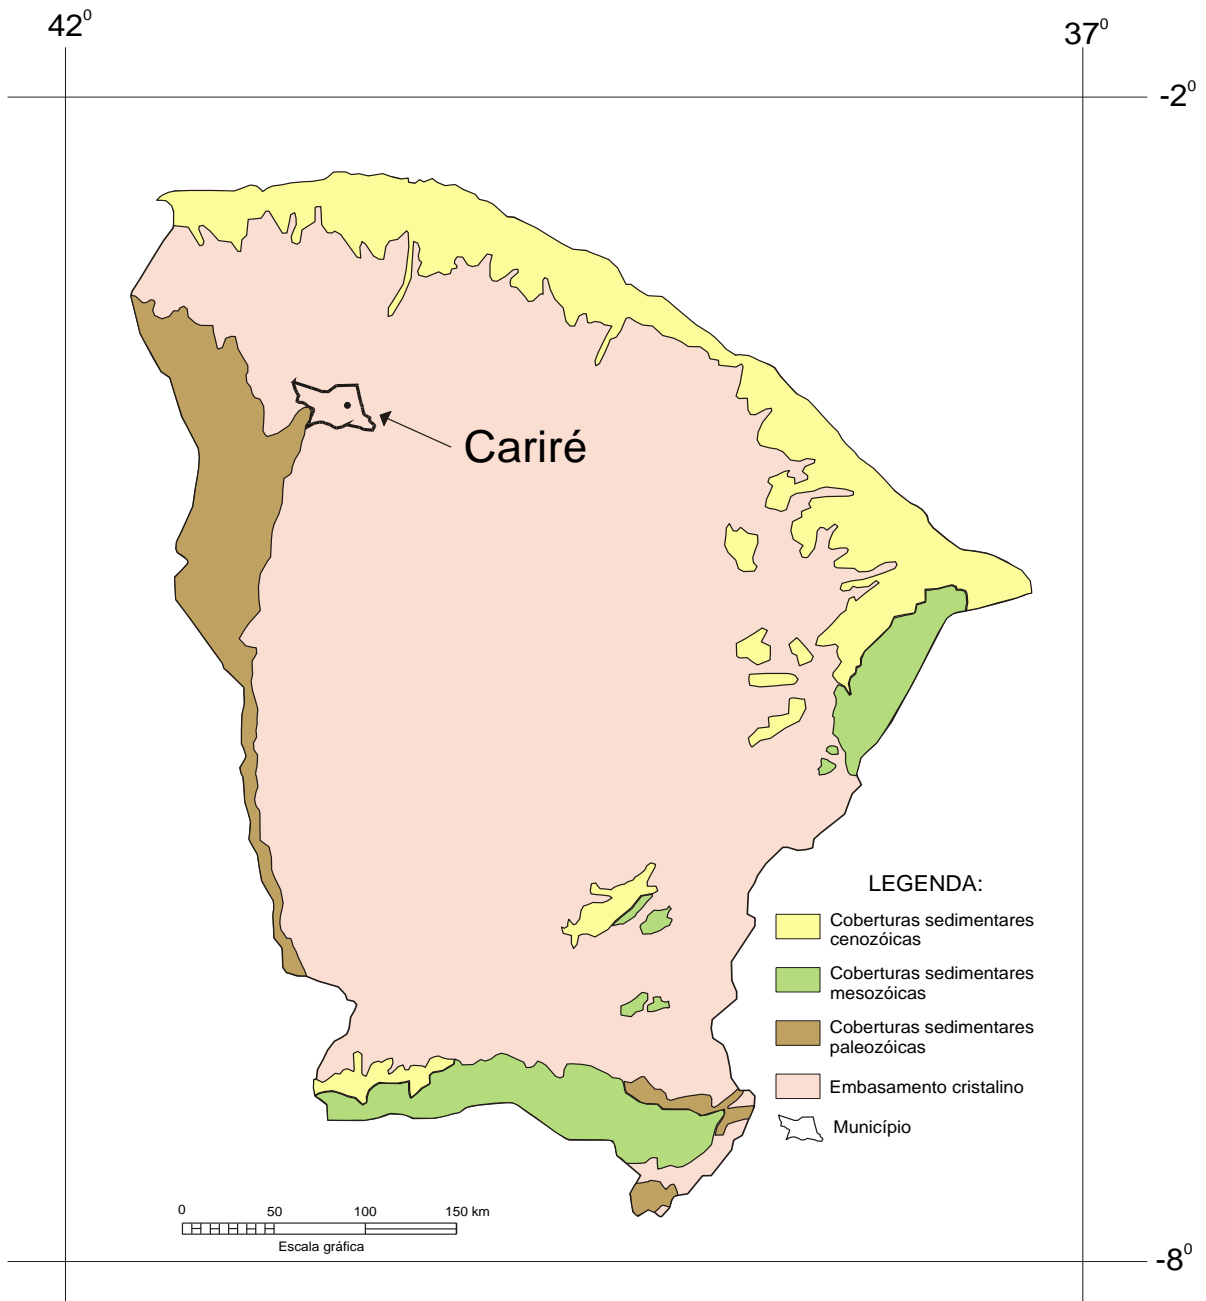 42⁰
37⁰
-2⁰
Cariré
LEGENDA:
Coberturas sedimentares
cenozóicas
Coberturas sedimentares
mesozóicas
Coberturas sedimentares
paleozóicas
Embasamento cristalino
Município
0 50 100 150 km
Escala gráfica
-8⁰